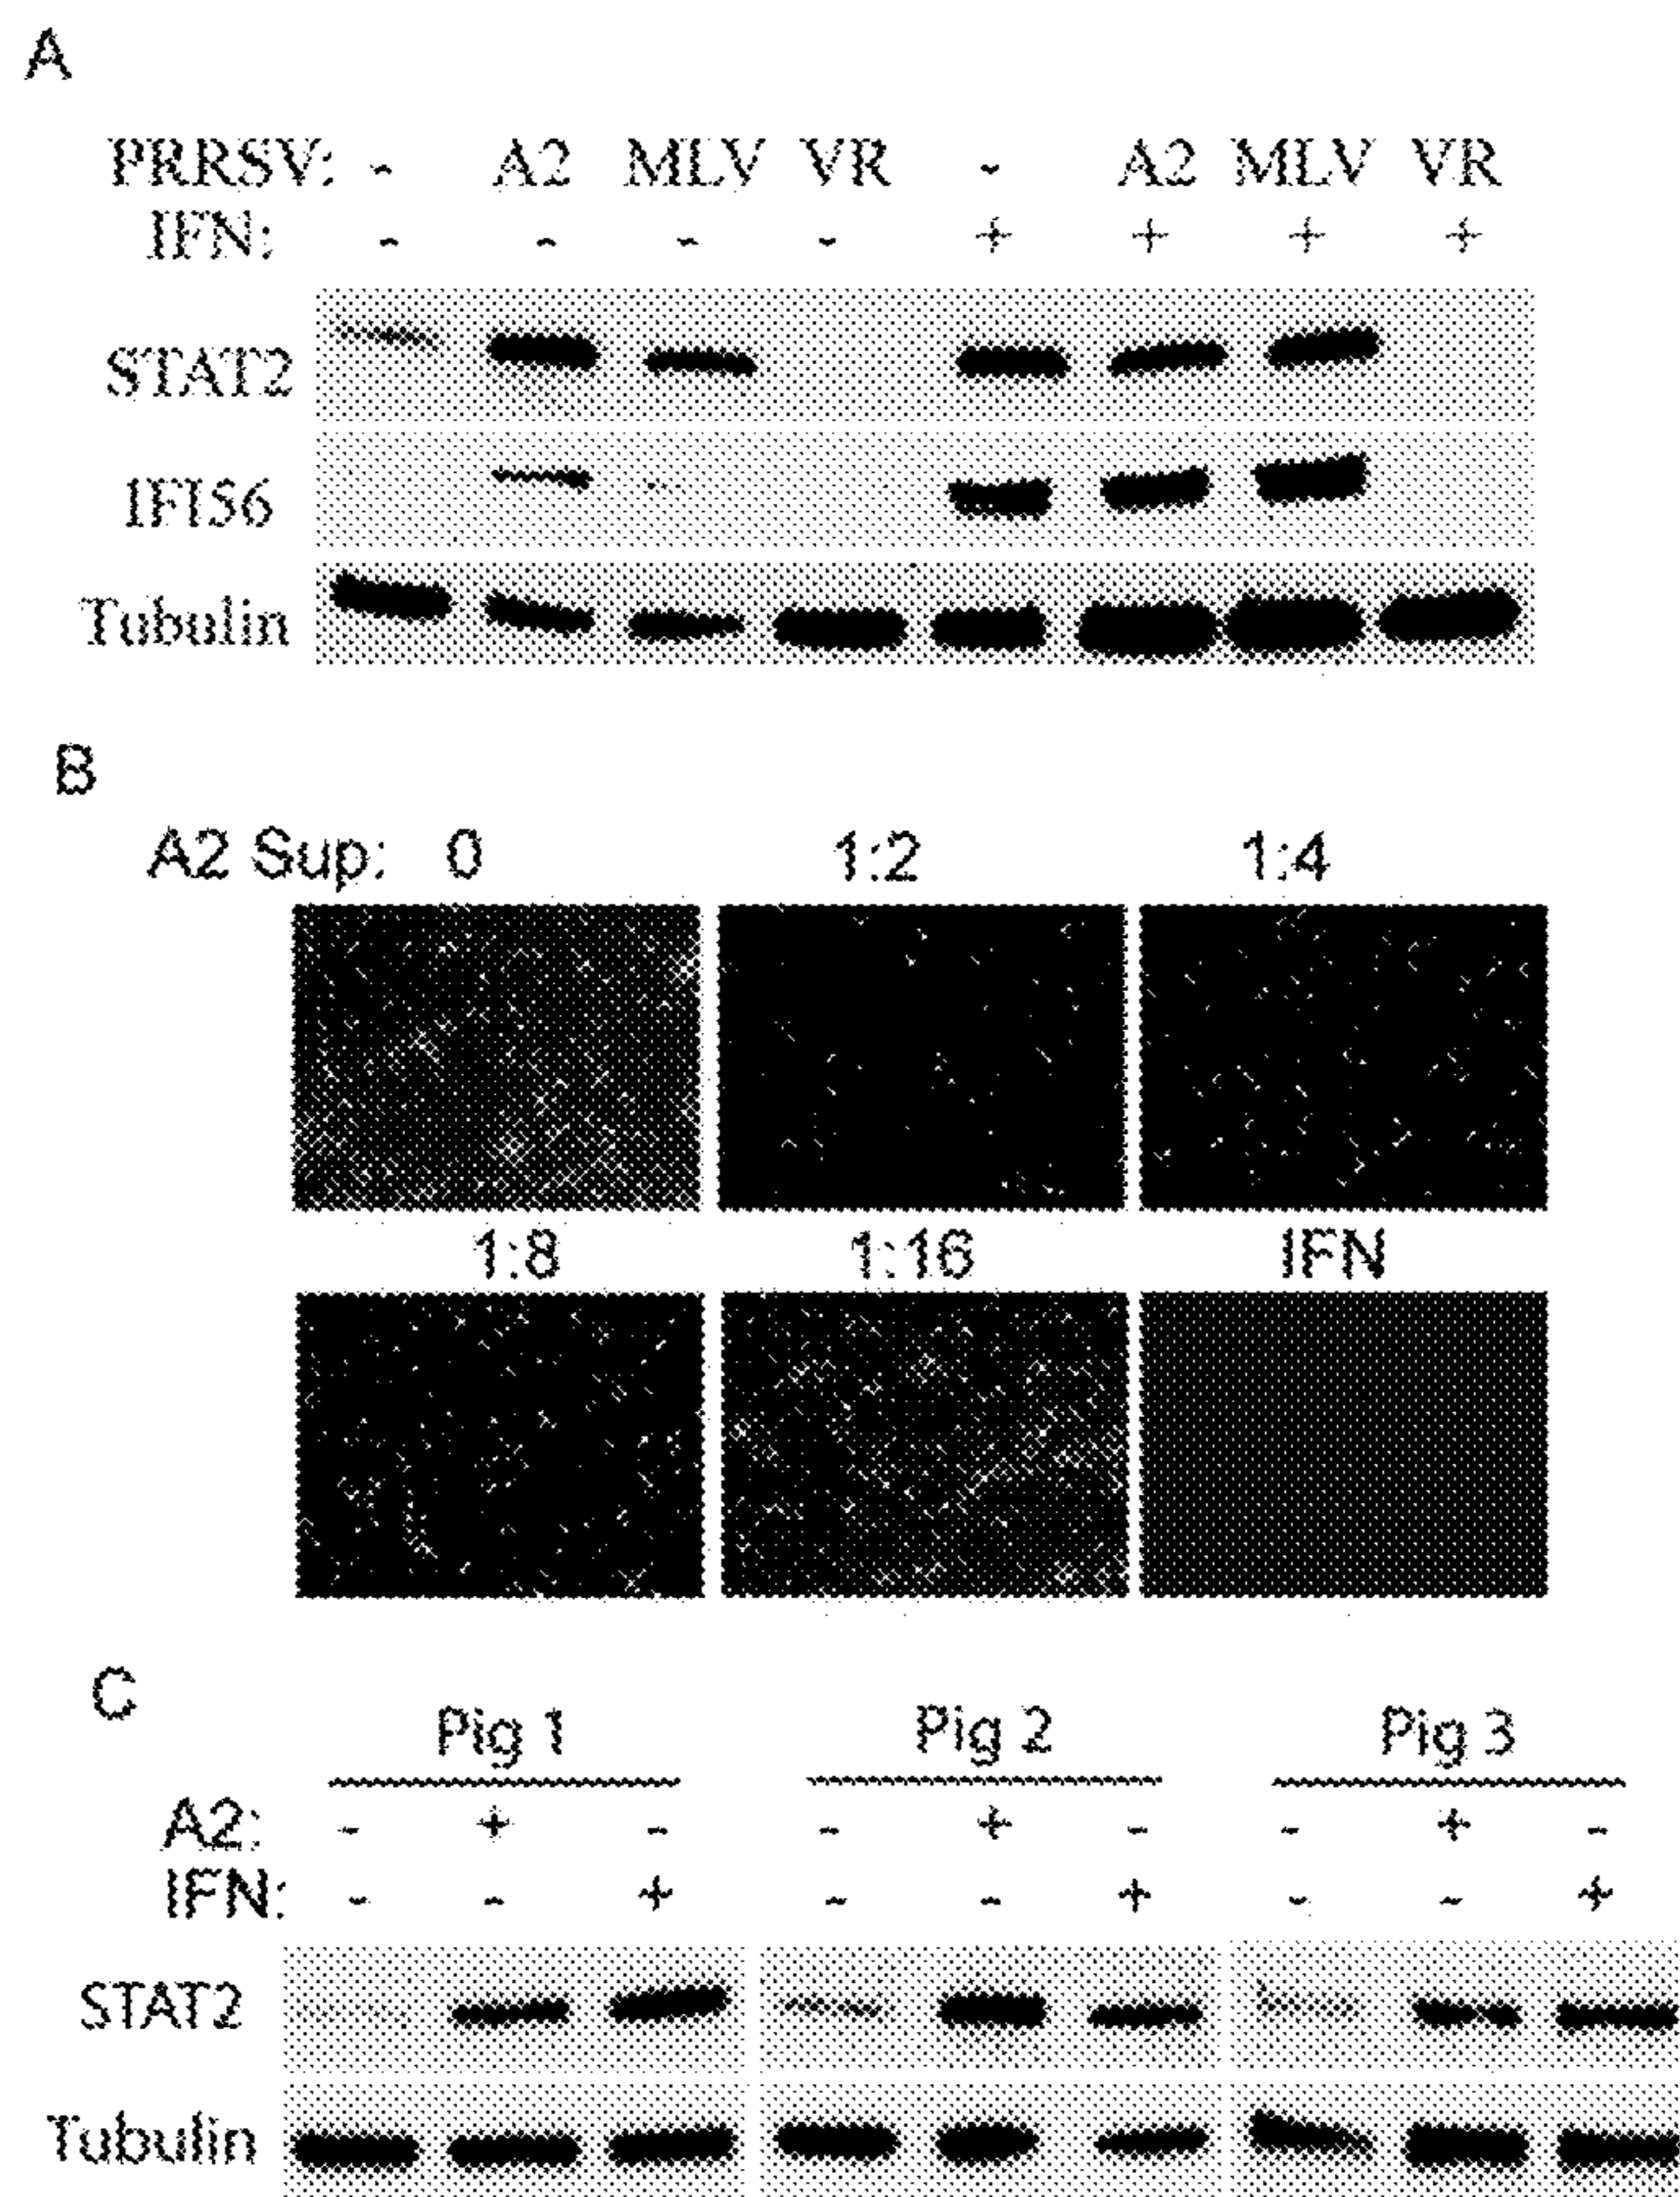 A
PRRSV: - A2 MLV VR - A2 MLV VR
IFN: - - - - + + + +
STAT2
IFI56
Tubulin
B
A2 Sup: 0 1:2 1:4
1:8 1:16 IFN
C
Pig 1 Pig 2 Pig 3
A2: - + - - + - - + -
IFN: - - + - - + - - +
STAT2
Tubulin